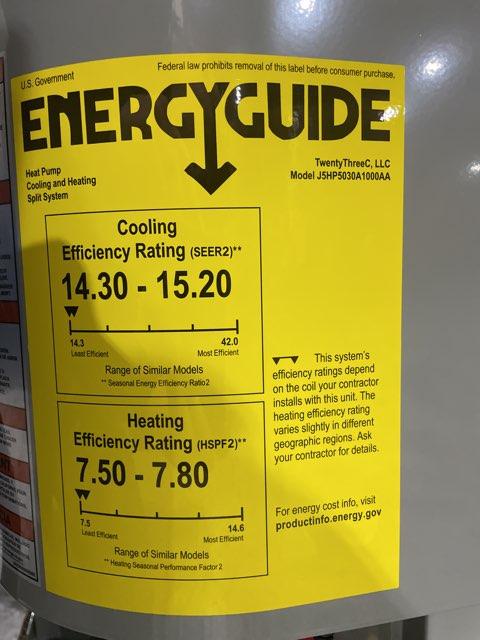 U.S. Government
Federal law prohibits removal of this label before consumer purchase.
ENERGYGUIDE
Heat Pump
Cooling and Heating
Split System
TwentyThreeC, LLC
Model J5HP5030A1000AA
Cooling
Efficiency Rating (SEER2)**
14.30 - 15.20
14.3 42.0
Least Efficient Most Efficient
Range of Similar Models
** Seasonal Energy Efficiency Ratio2
Heating
Efficiency Rating (HSPF2)**
7.50 - 7.80
7.5 14.6
Least Efficient Most Efficient
Range of Similar Models
** Heating Seasonal Performance Factor2
This system's
efficiency ratings depend
on the coil your contractor
installs with this unit. The
heating efficiency rating
varies slightly in different
geographic regions. Ask
your contractor for details.
For energy cost info, visit
productinfo.energy.gov